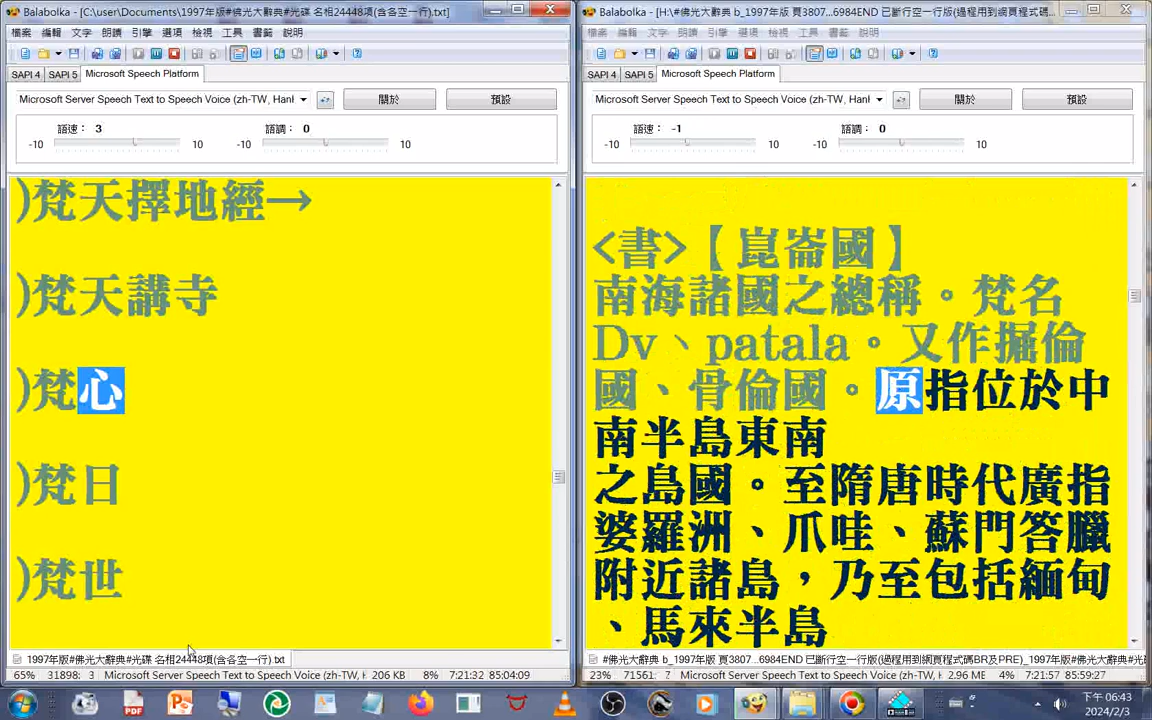 Balabolka - [C:\user\Documents\1997年版#佛光大辭典#光碟 名相24448項(含各空一行).txt]
檔案 編輯 文字 朗讀 引擎 選項 檢視 工具 書籤 說明
SAPI 4 SAPI 5 Microsoft Speech Platform
Microsoft Server Speech Text to Speech Voice (zh-TW, Hanl 關於 預設
語速： 3 語調： 0
-10 10 -10 10
)梵天擇地經→
)梵天講寺
)梵心
)梵日
)梵世
1997年版#佛光大辭典#光碟 名相24448項(含各空一行).txt
65% 31898: 3 Microsoft Server Speech Text to Speech Voice (zh-TW, H 206 KB 8% 7:21:32 85:04:09
Balabolka - [H:\#佛光大辭典 b_1997年版 頁3807...6984END 已斷行空一行版(過程用到網頁程式碼...
檔案 編輯 文字 朗讀 引擎 選項 檢視 工具 書籤 說明
SAPI 4 SAPI 5 Microsoft Speech Platform
Microsoft Server Speech Text to Speech Voice (zh-TW, Hanl 關於 預設
語速： -1 語調： 0
-10 10 -10 10
<書>【崑崙國】
南海諸國之總稱。梵名
Dv、patala。又作掘倫
國、骨倫國。原指位於中
南半島東南
之島國。至隋唐時代廣指
婆羅洲、爪哇、蘇門答臘
附近諸島，乃至包括緬甸
、馬來半島
#佛光大辭典 b_1997年版 頁3807...6984END 已斷行空一行版(過程用到網頁程式碼BR及PRE)_1997年版#光
23% 71561: 7 Microsoft Server Speech Text to Speech Voice (zh-TW, H 2.96 MB 4% 7:21:57 85:59:27
PDF
下午 06:43
2024/2/3